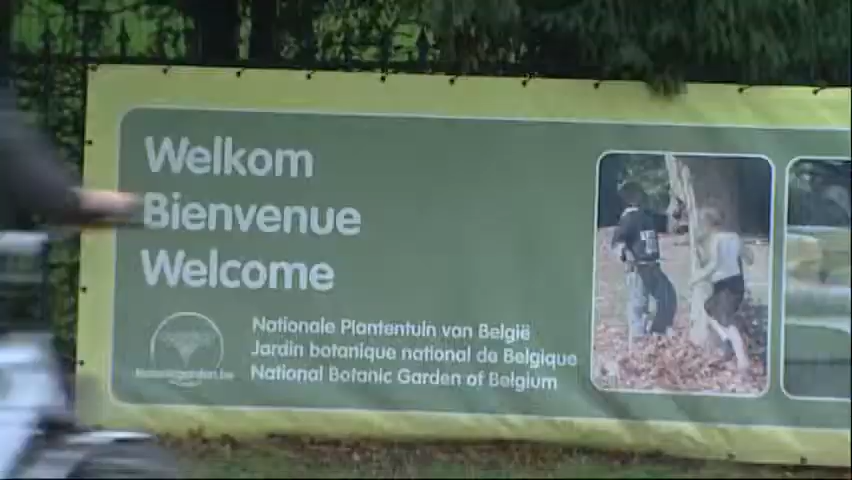 Welkom
Bienvenue
Welcome
Nationale Plantentuin van België
Jardin botanique national de Belgique
National Botanic Garden of Belgium